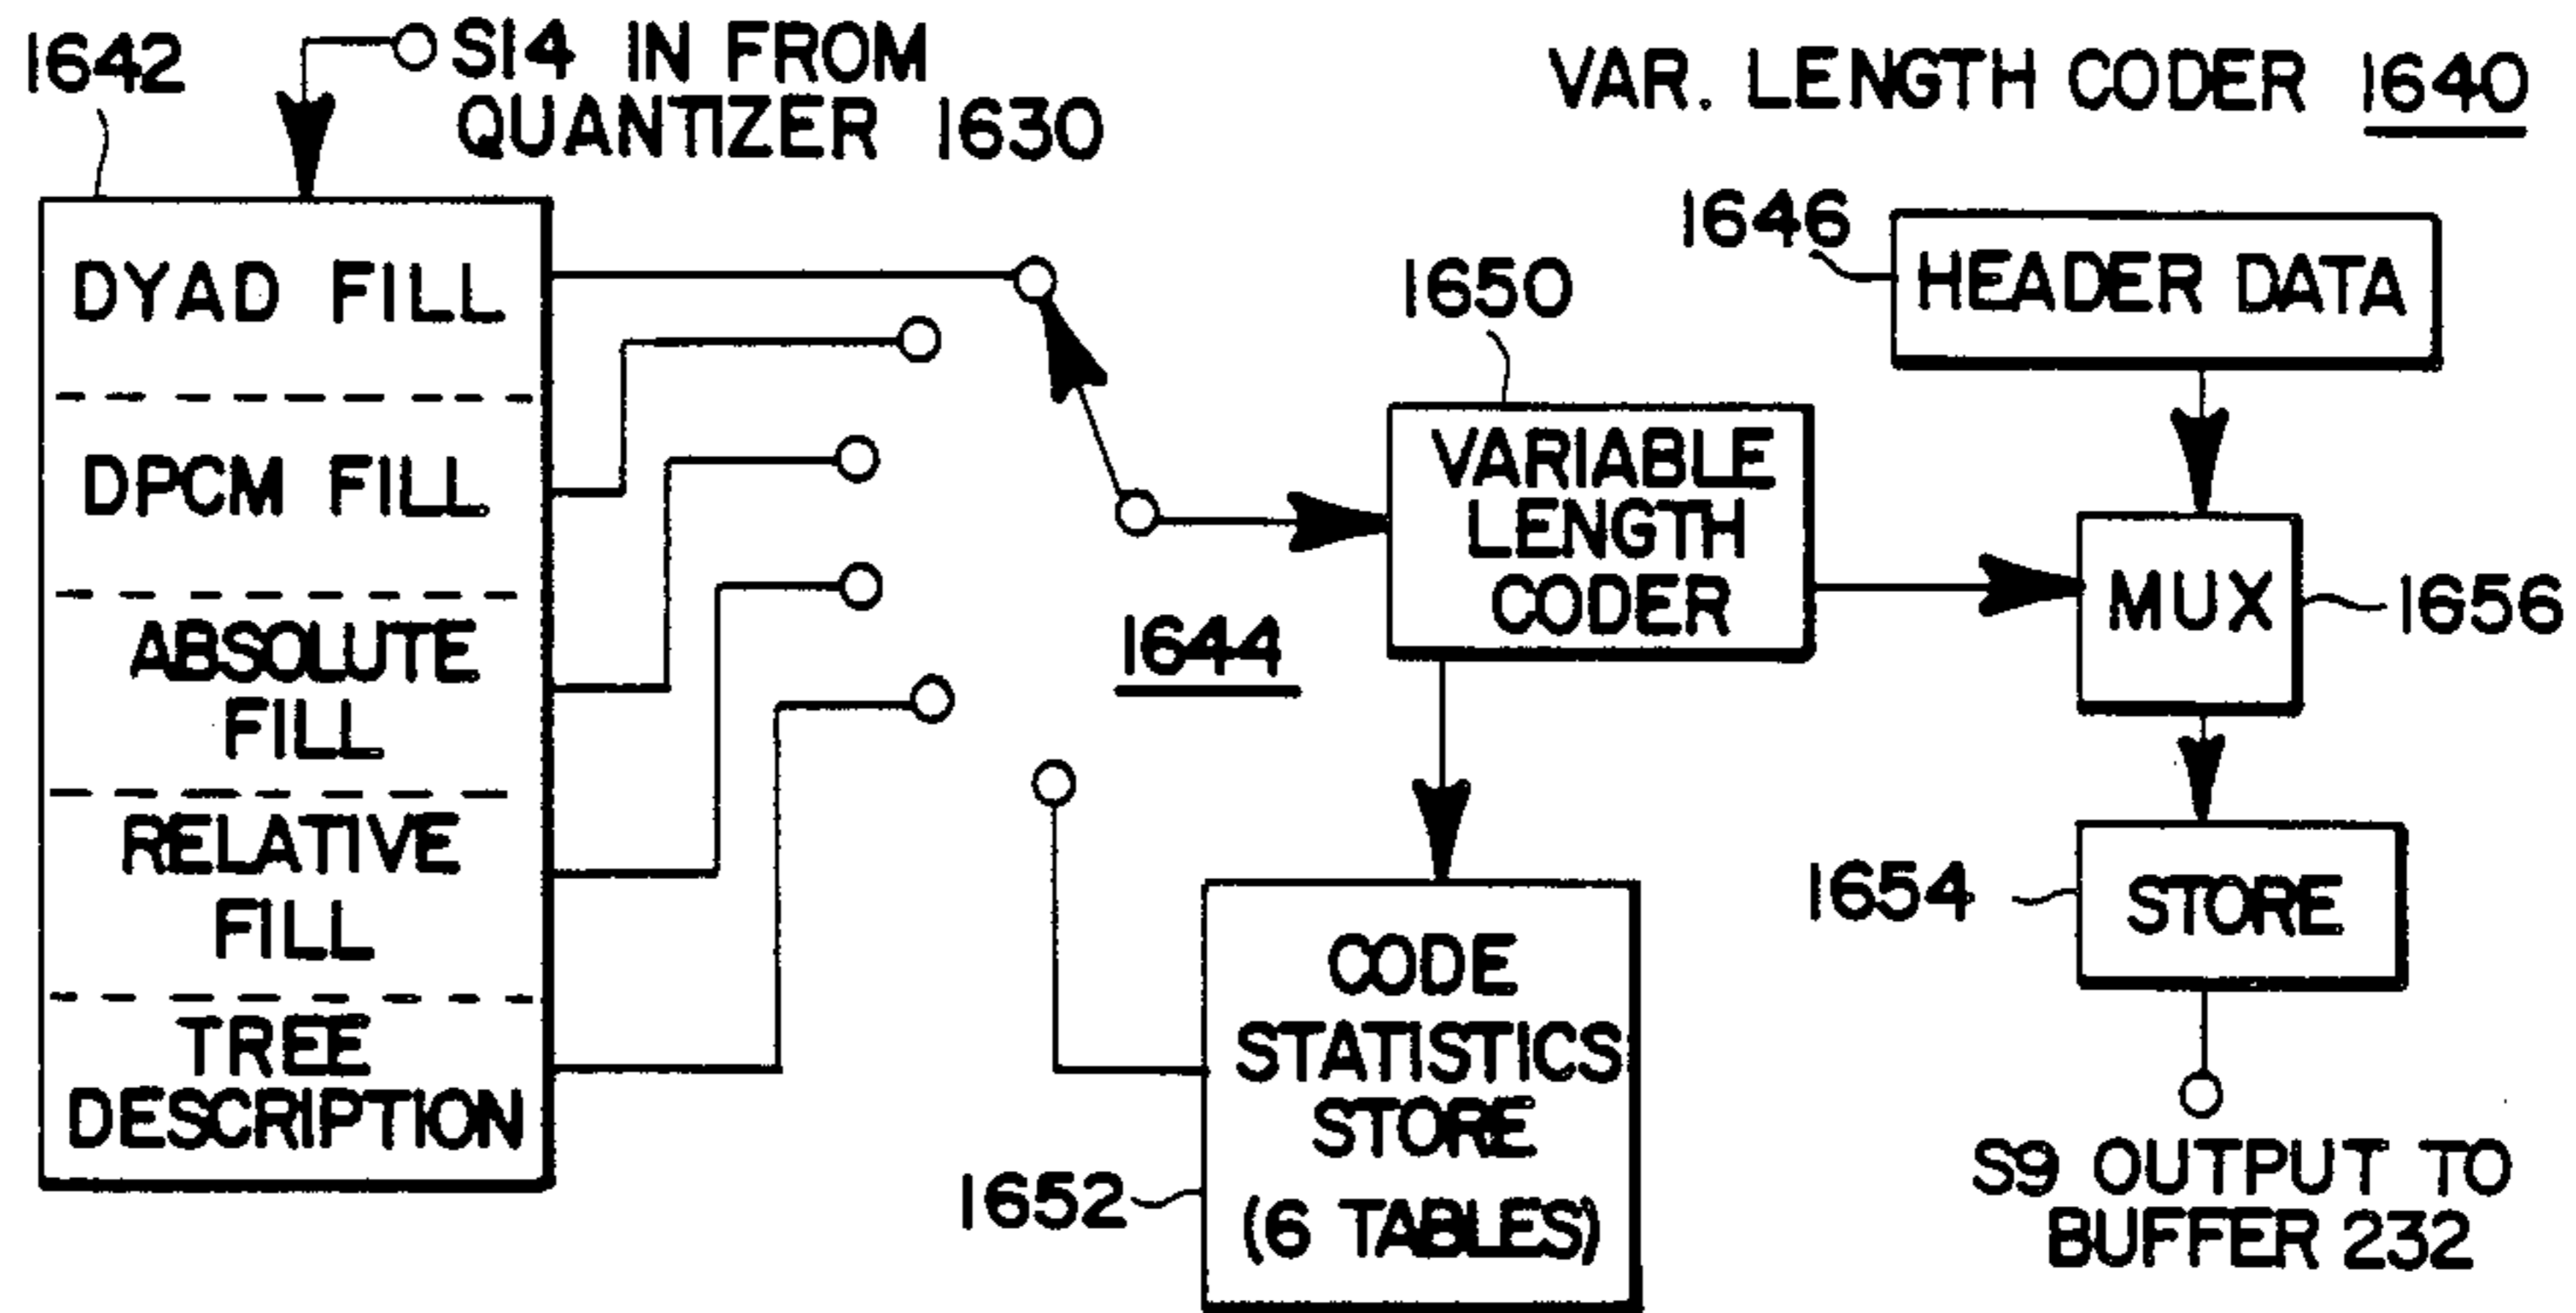 1642
S14 IN FROM
QUANTIZER 1630
VAR. LENGTH CODER 1640
DYAD FILL
DPCM FILL
ABSOLUTE
FILL
RELATIVE
FILL
TREE
DESCRIPTION
1644
1650
VARIABLE
LENGTH
CODER
1646
HEADER DATA
MUX
1656
1654
STORE
1652
CODE
STATISTICS
STORE
(6 TABLES)
S9 OUTPUT TO
BUFFER 232